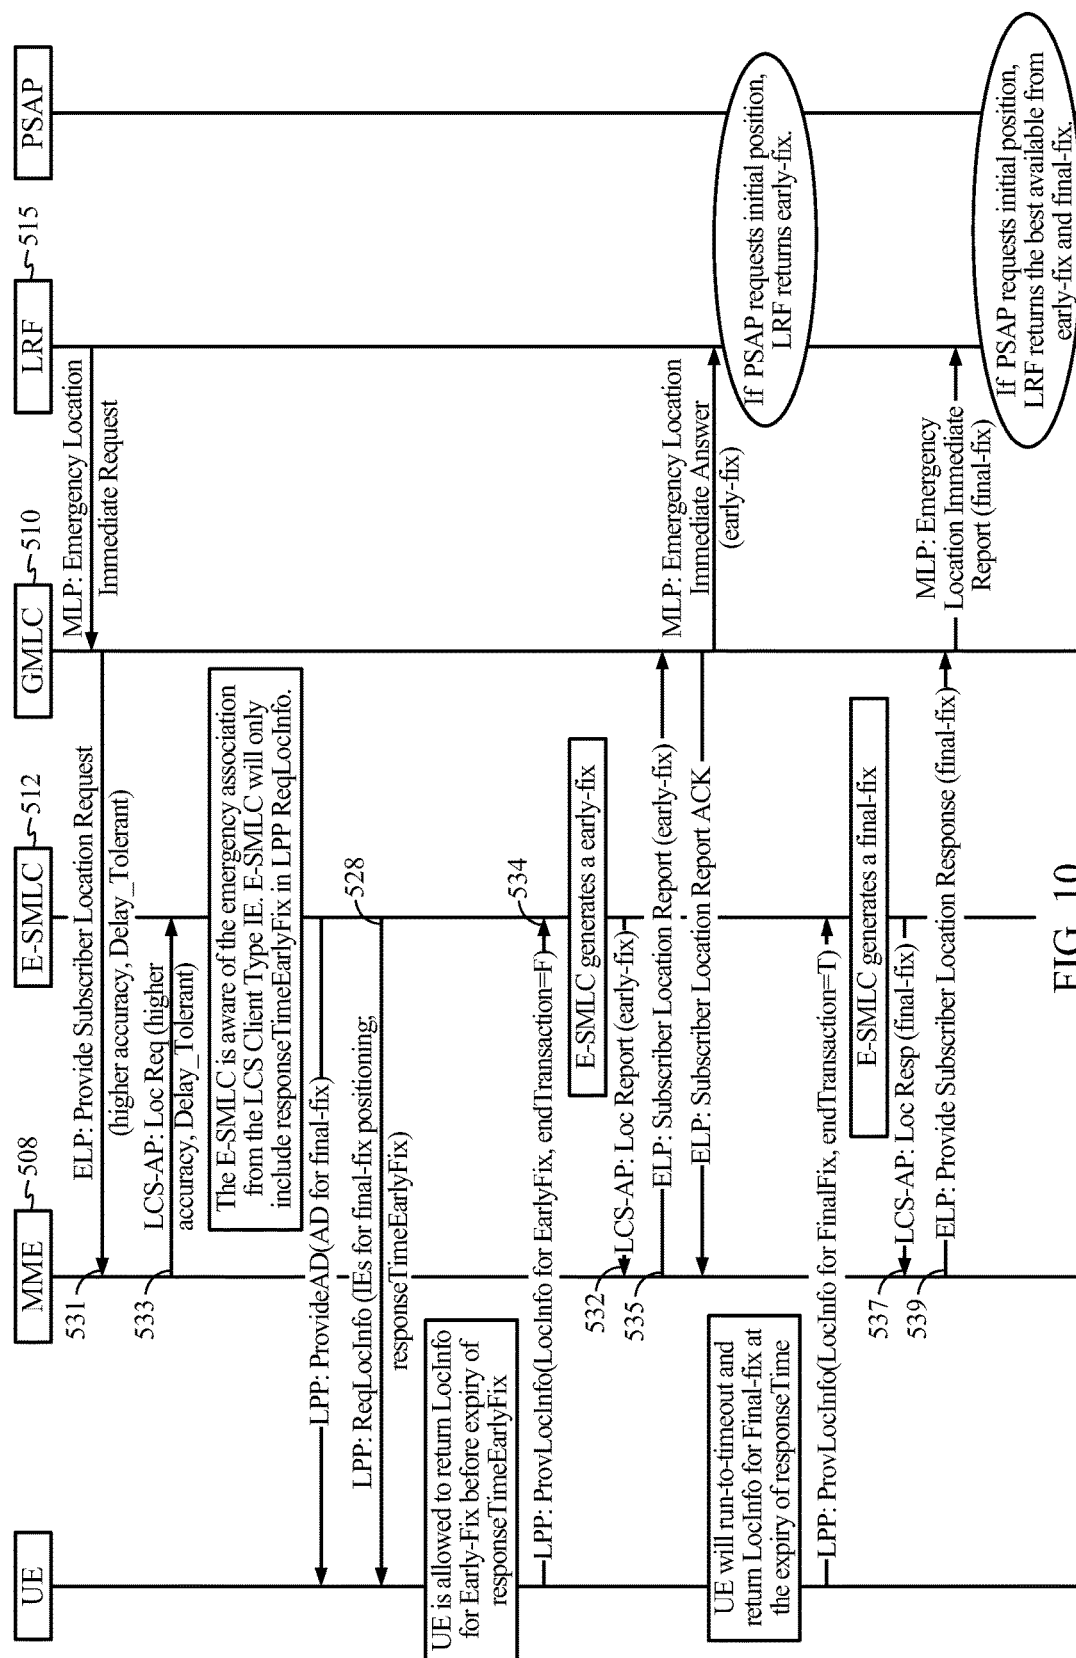 UE
MME
508
E-SMLC
512
GMLC
510
LRF
515
PSAP
MLP: Emergency Location
Immediate Request
531
ELP: Provide Subscriber Location Request
(higher accuracy, Delay_Tolerant)
533
LCS-AP: Loc Req (higher
accuracy, Delay_Tolerant)
The E-SMLC is aware of the emergency association
from the LCS Client Type IE. E-SMLC will only
include responseTimeEarlyFix in LPP ReqLocInfo.
LPP: ProvideAD(AD for final-fix)
528
LPP: ReqLocInfo (IEs for final-fix positioning,
responseTimeEarlyFix)
UE is allowed to return LocInfo
for Early-Fix before expiry of
responseTimeEarlyFix
534
LPP: ProvLocInfo(LocInfo for EarlyFix, endTransaction=F)
E-SMLC generates a early-fix
532
LCS-AP: Loc Report (early-fix)
535
ELP: Subscriber Location Report (early-fix)
ELP: Subscriber Location Report ACK
MLP: Emergency Location
Immediate Answer
(early-fix)
If PSAP requests initial position,
LRF returns early-fix.
UE will run-to-timeout and
return LocInfo for Final-fix at
the expiry of responseTime
LPP: ProvLocInfo(LocInfo for FinalFix, endTransaction=T)
E-SMLC generates a final-fix
537
LCS-AP: Loc Resp (final-fix)
539
ELP: Provide Subscriber Location Response (final-fix)
MLP: Emergency
Location Immediate
Report (final-fix)
If PSAP requests initial position,
LRF returns the best available from
early-fix and final-fix.
FIG. 10